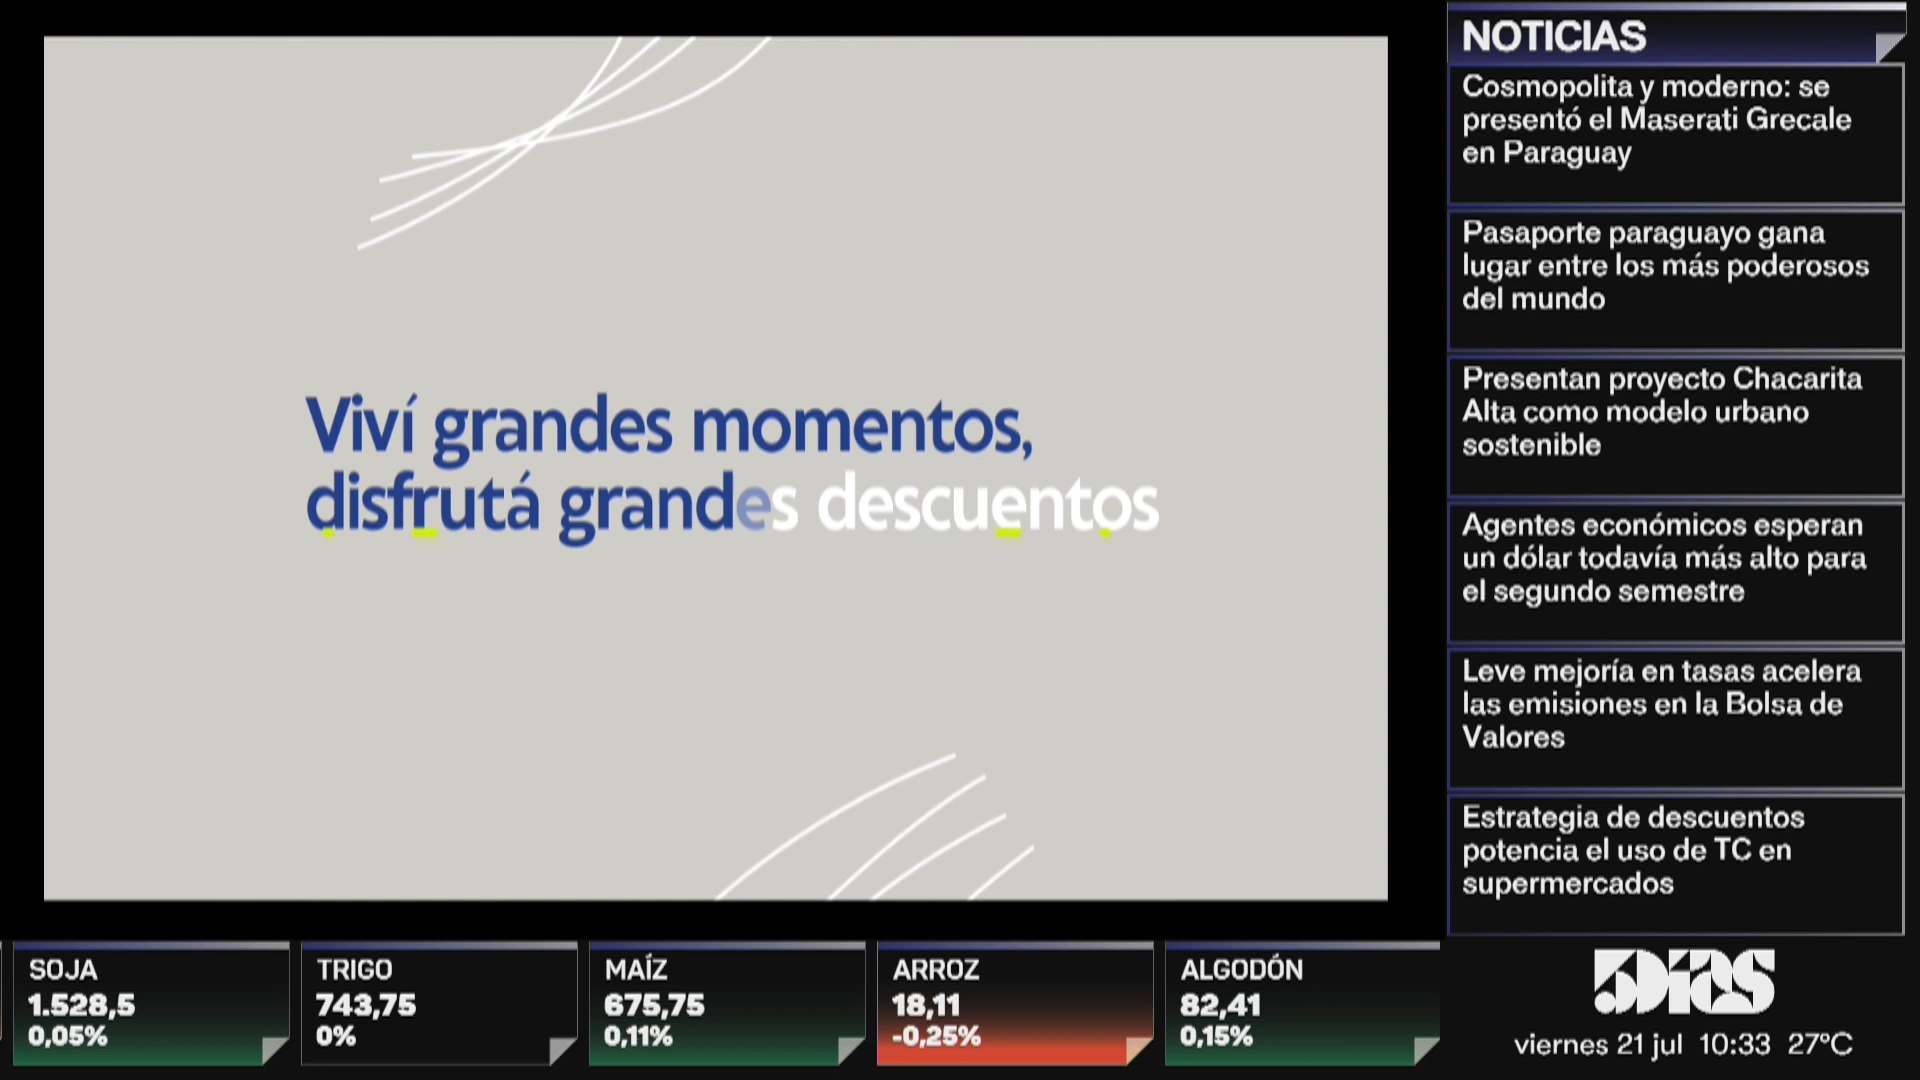 Viví grandes momentos,
disfrutá grandes descuentos
NOTICIAS
Cosmopolita y moderno: se
presentó el Maserati Grecale
en Paraguay
Pasaporte paraguayo gana
lugar entre los más poderosos
del mundo
Presentan proyecto Chacarita
Alta como modelo urbano
sostenible
Agentes económicos esperan
un dólar todavía más alto para
el segundo semestre
Leve mejoría en tasas acelera
las emisiones en la Bolsa de
Valores
Estrategia de descuentos
potencia el uso de TC en
supermercados
SOJA
1.528,5
0,05%
TRIGO
743,75
0%
MAÍZ
675,75
0,11%
ARROZ
18,11
-0,25%
ALGODÓN
82,41
0,15%
5Días
viernes 21 jul 10:33 27°C